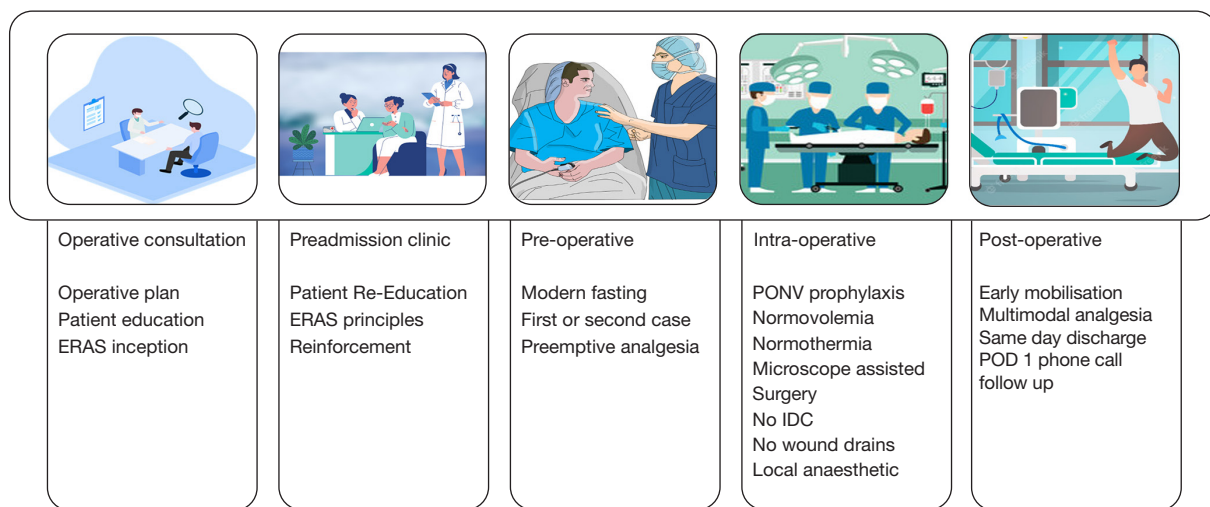 Operative consultation
Operative plan
Patient education
ERAS inception
Preadmission clinic
Patient Re-Education
ERAS principles
Reinforcement
Pre-operative
Modern fasting
First or second case
Preemptive analgesia
Intra-operative
PONV prophylaxis
Normovolemia
Normothermia
Microscope assisted
Surgery
No IDC
No wound drains
Local anaesthetic
Post-operative
Early mobilisation
Multimodal analgesia
Same day discharge
POD 1 phone call
follow up